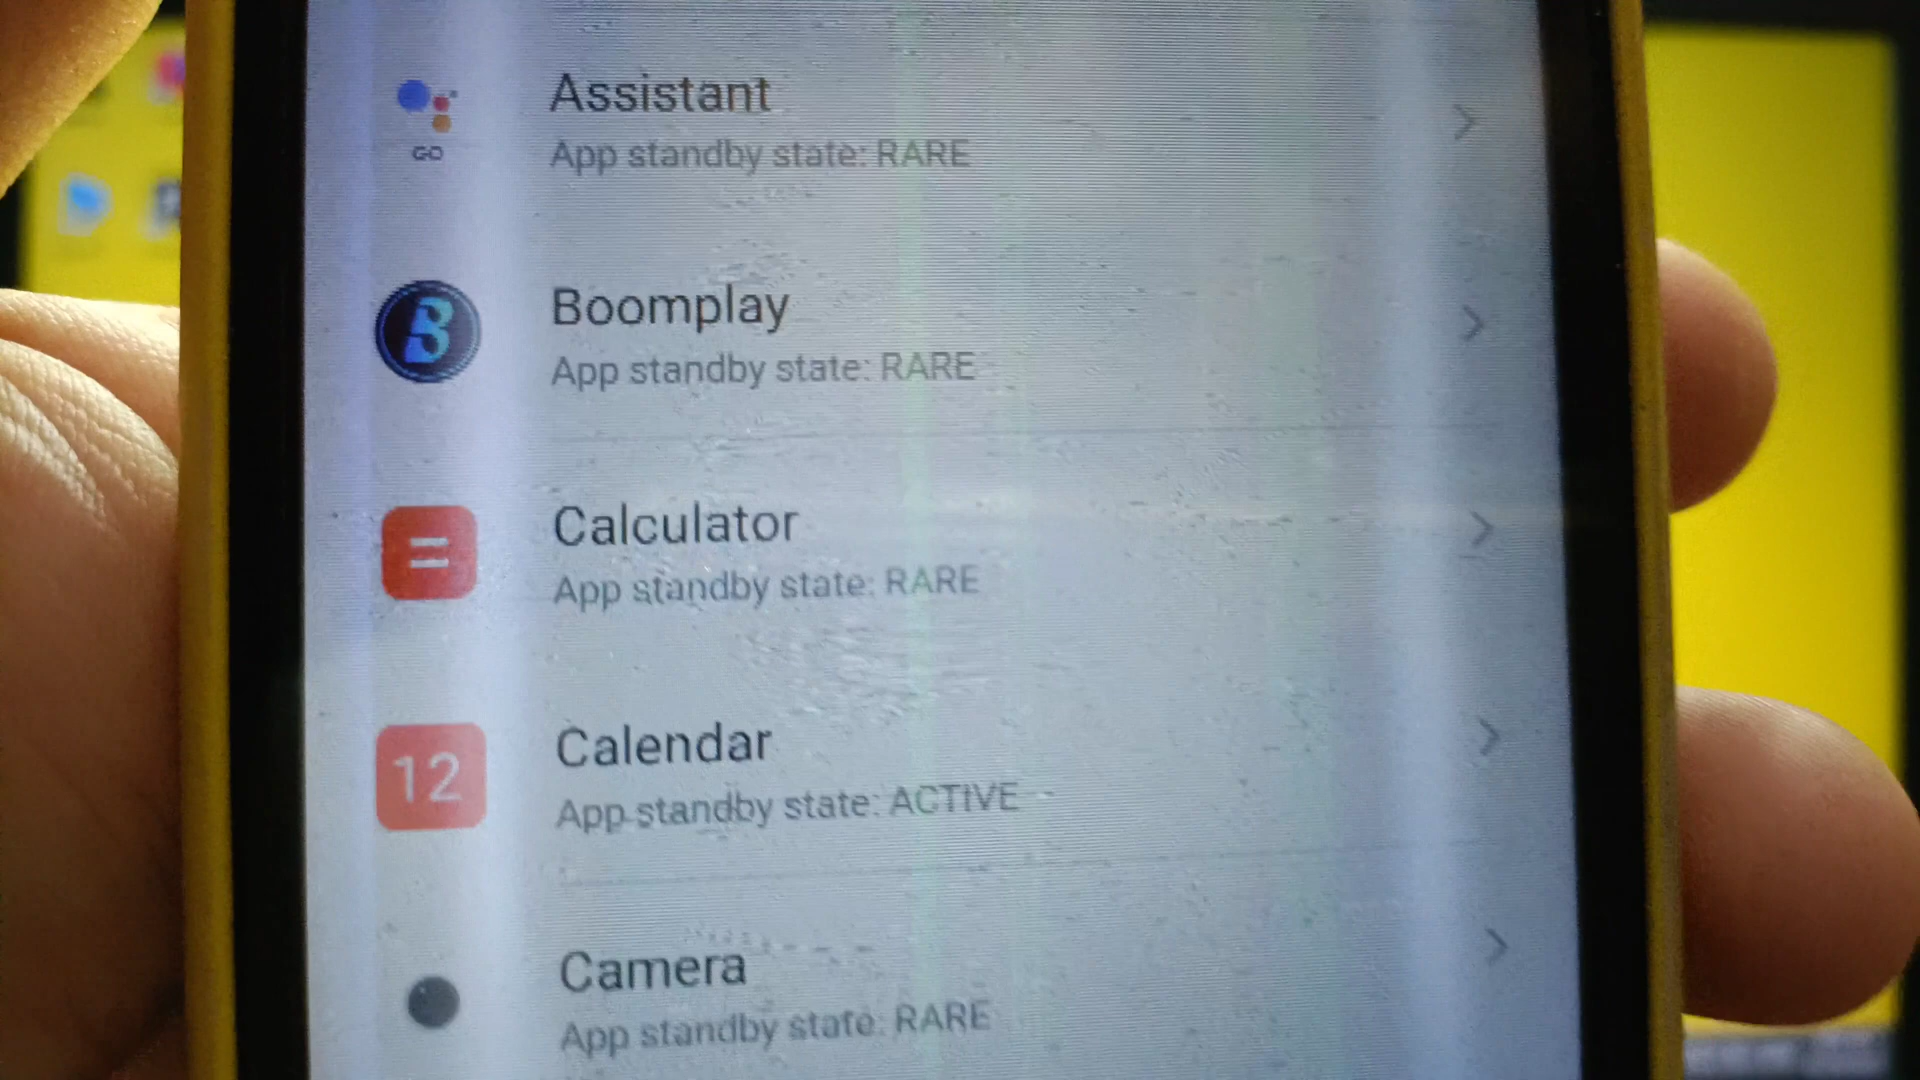 Assistant
GO
App standby state: RARE
Boomplay
App standby state: RARE
Calculator
App standby state: RARE
12
Calendar
App standby state: ACTIVE
Camera
App standby state: RARE